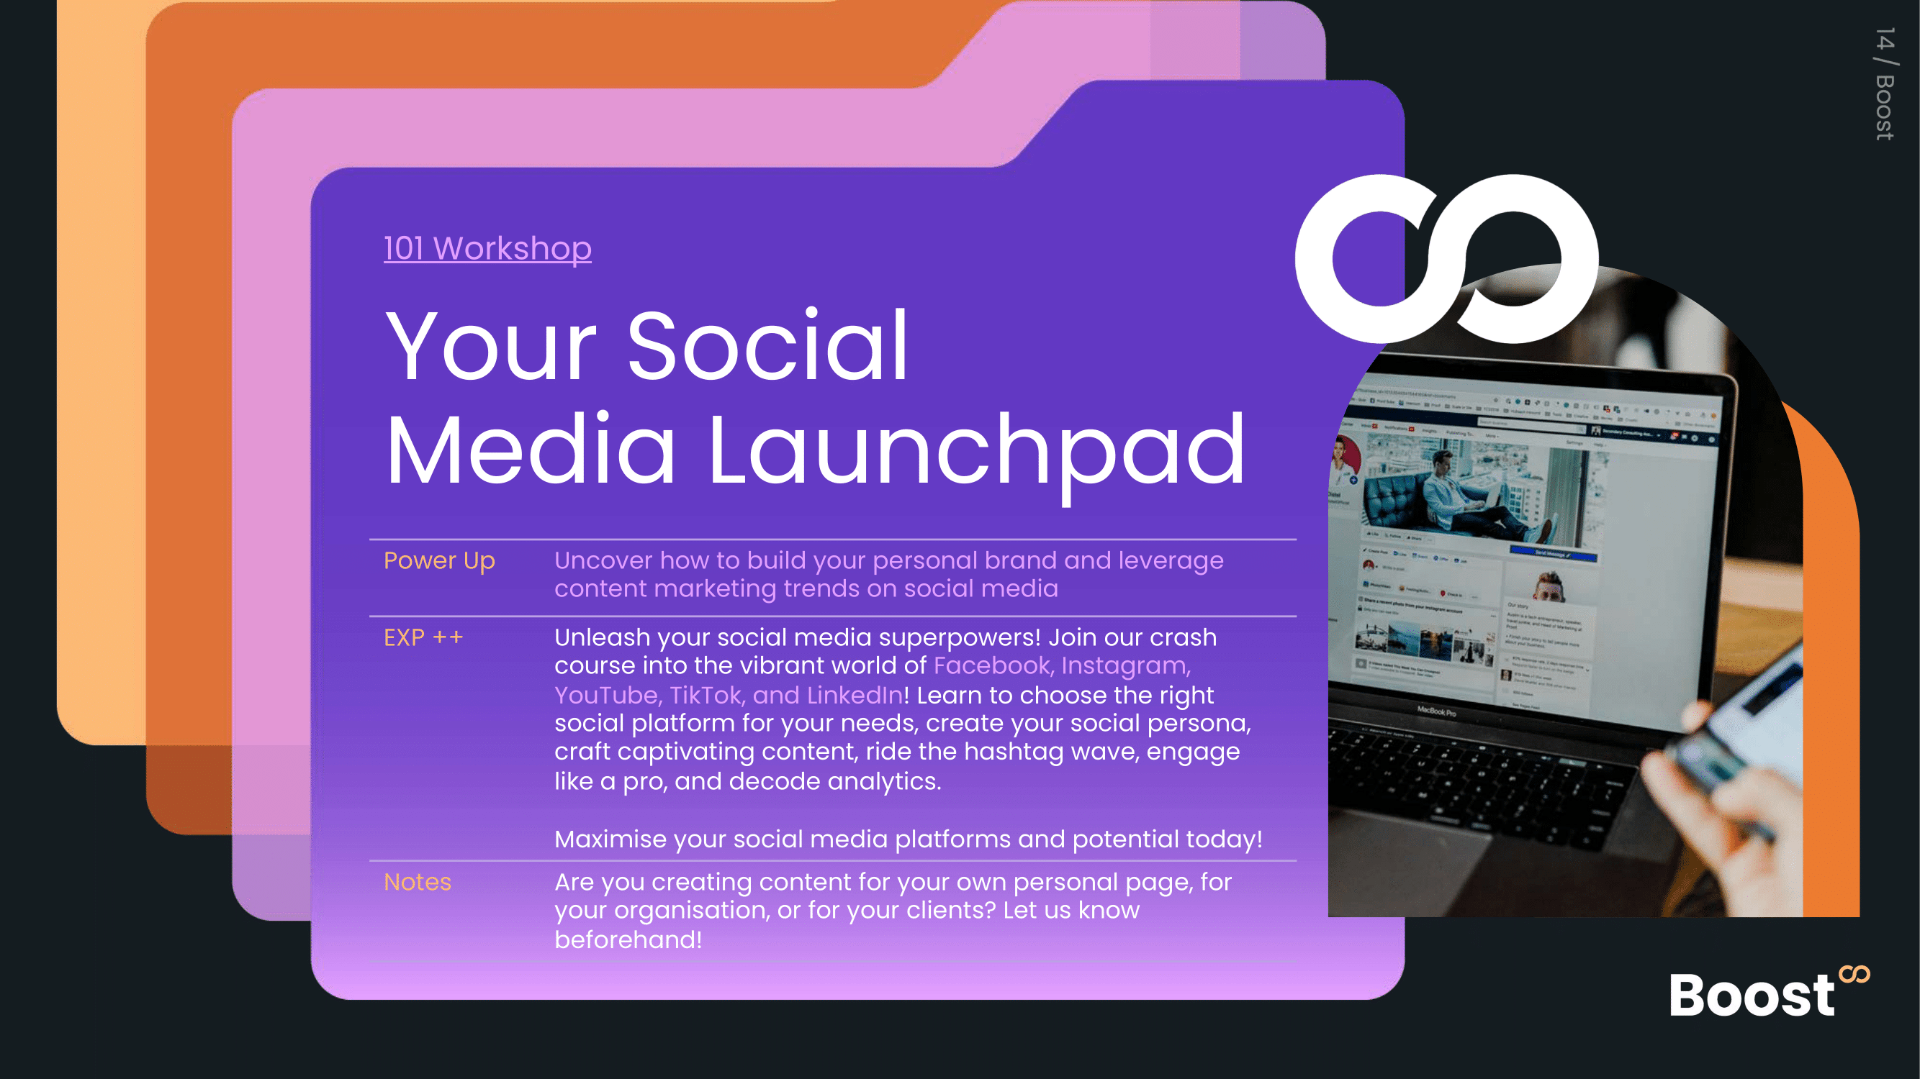 14 / Boost
101 Workshop
Your Social
Media Launchpad
Power Up
Uncover how to build your personal brand and leverage
content marketing trends on social media
EXP ++
Unleash your social media superpowers! Join our crash
course into the vibrant world of Facebook, Instagram,
YouTube, TikTok, and LinkedIn! Learn to choose the right
social platform for your needs, create your social persona,
craft captivating content, ride the hashtag wave, engage
like a pro, and decode analytics.
Maximise your social media platforms and potential today!
Notes
Are you creating content for your own personal page, for
your organisation, or for your clients? Let us know
beforehand!
Send Message
Our story
MacBook Pro
Boost